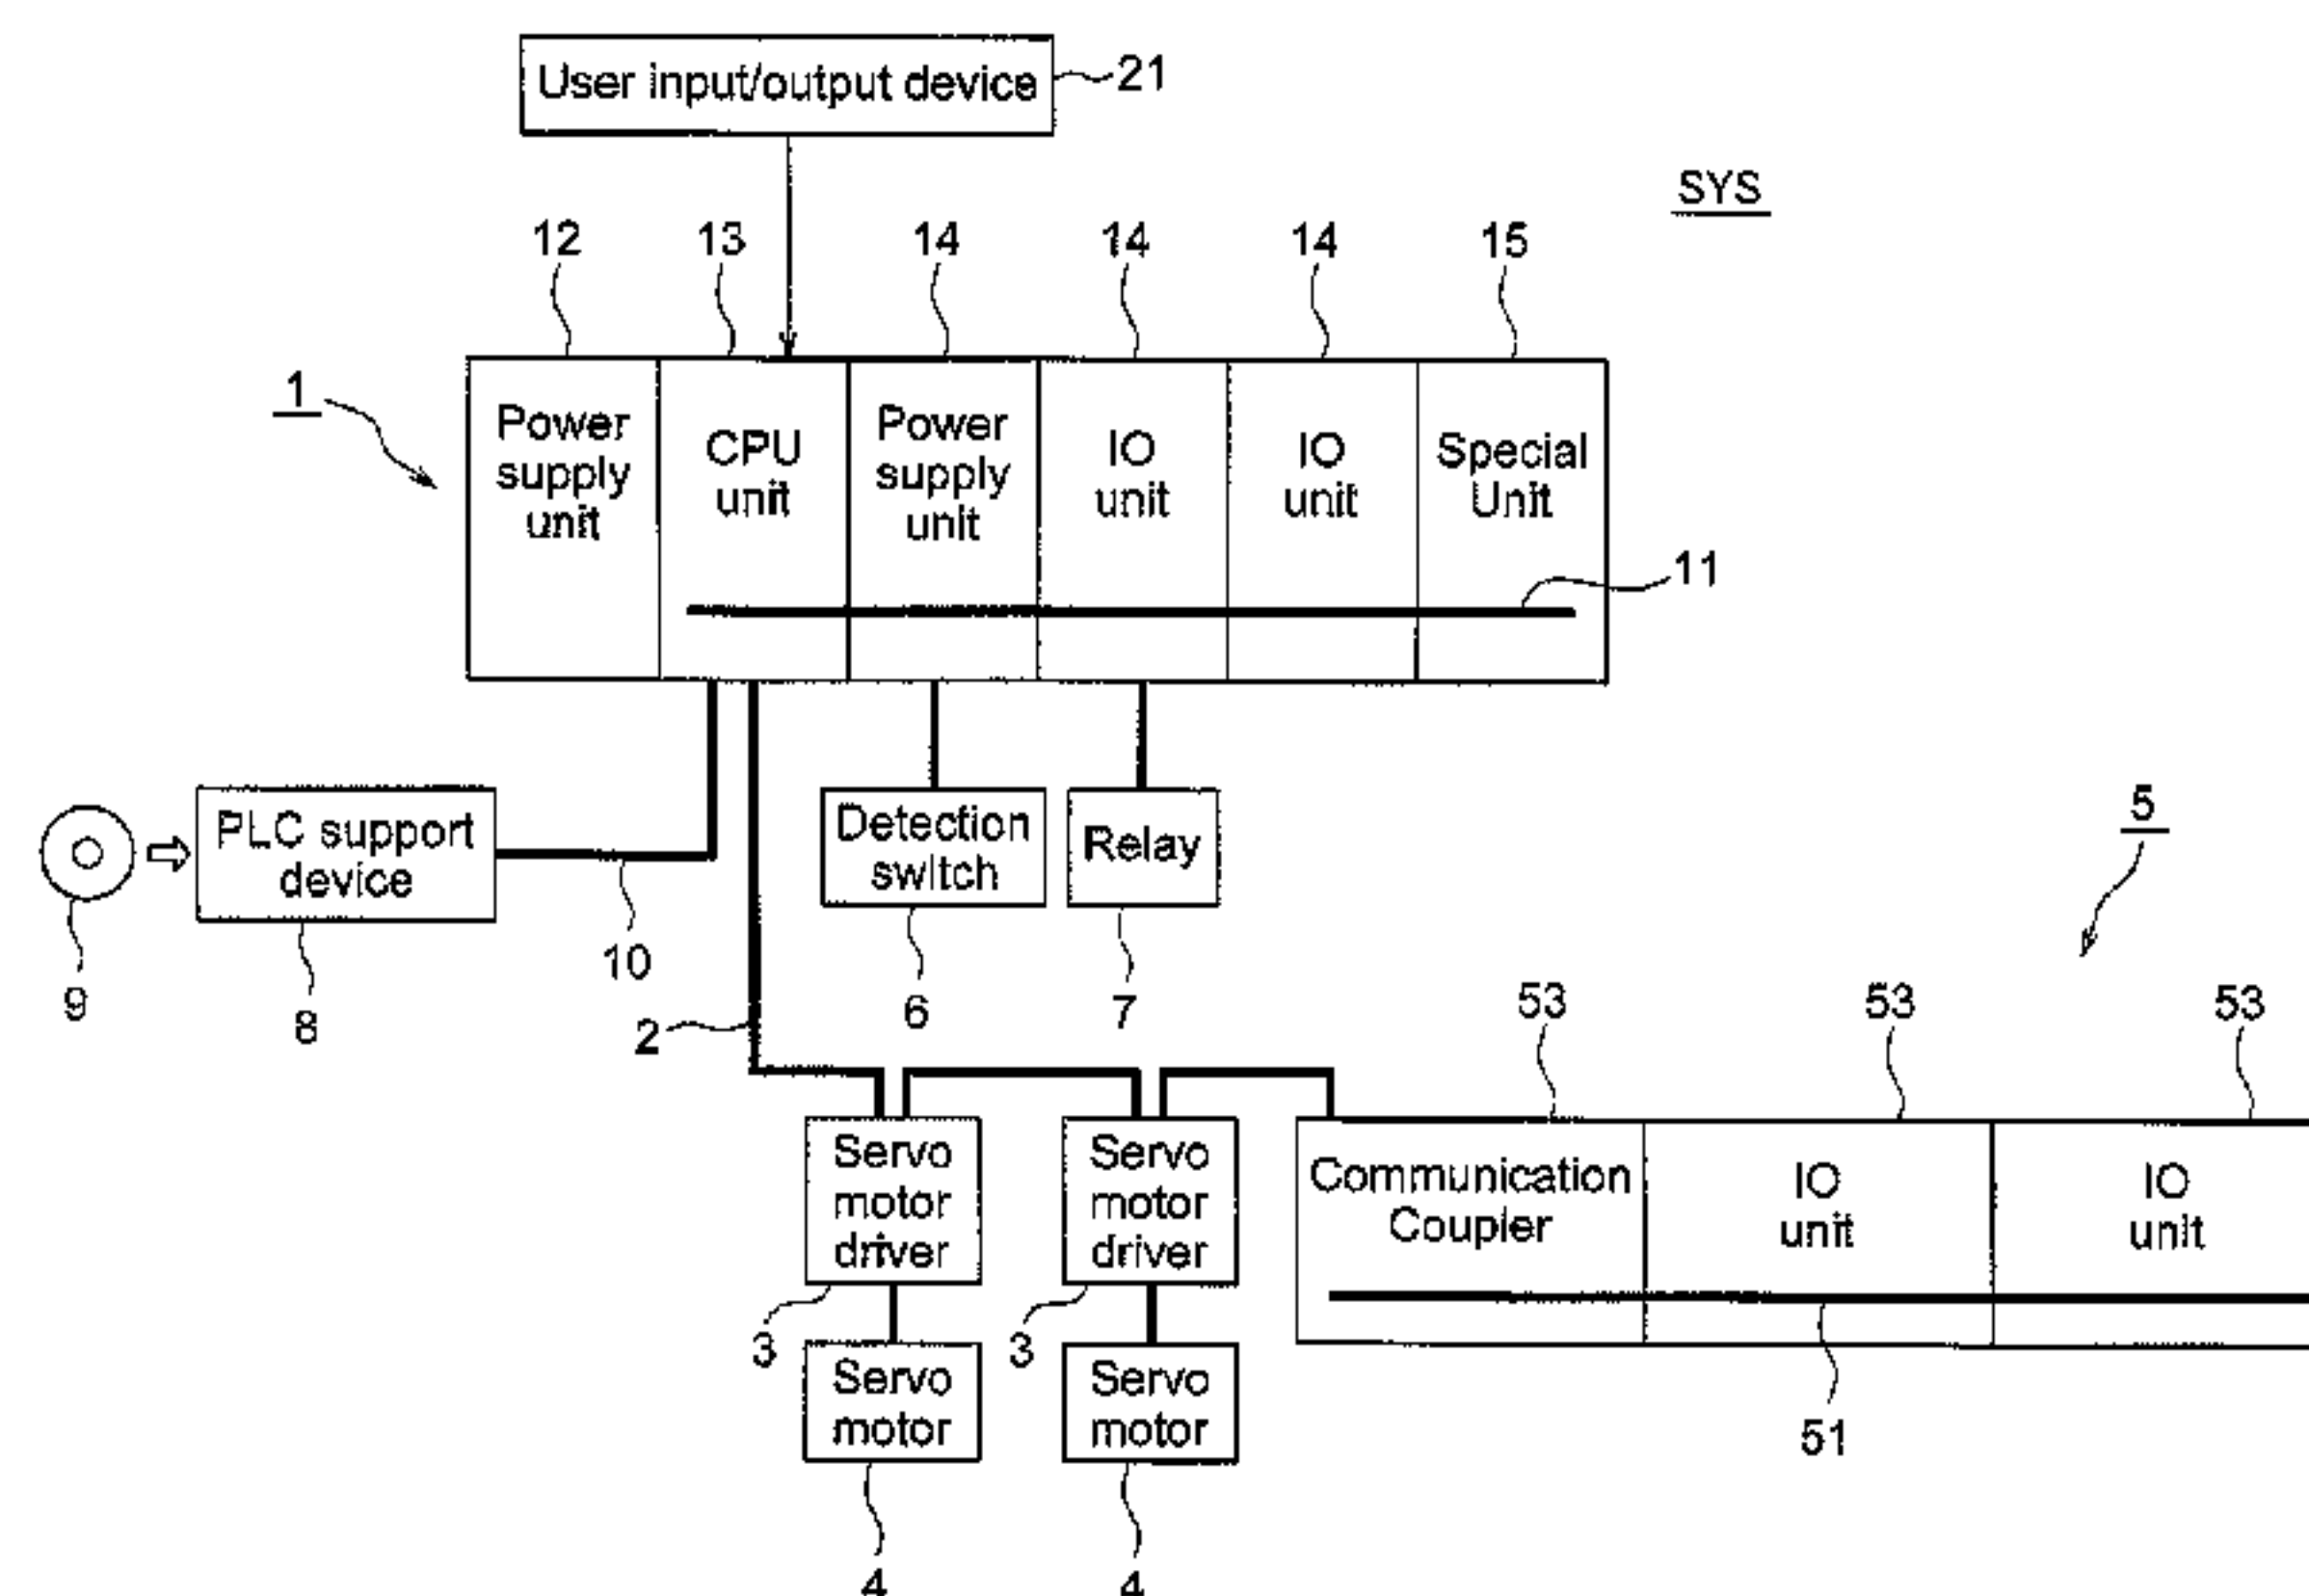 User input/output device
21
SYS
12
13
14
14
14
15
1
Power
supply
unit
CPU
unit
Power
supply
unit
IO
unit
IO
unit
Special
Unit
11
PLC support
device
Detection
switch
Relay
5
9
8
10
2
6
7
53
53
53
Servo
motor
driver
Servo
motor
driver
Communication
Coupler
IO
unit
IO
unit
3
3
Servo
motor
Servo
motor
51
4
4